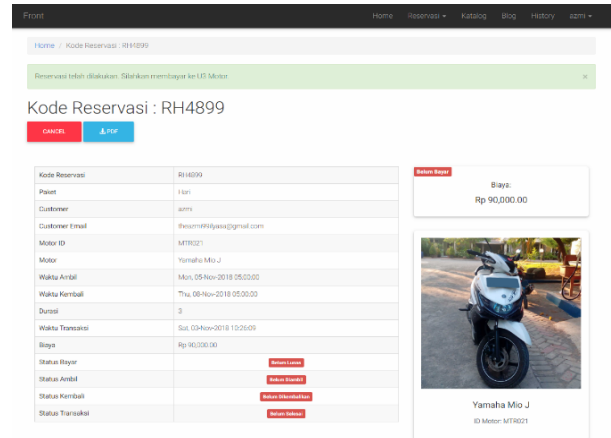 Front Home Reservasi Katalog Blog History azmi
Home / Kode Reservasi : RH4899
Reservasi telah dilakukan. Silahkan membayar ke U3 Motor ×
Kode Reservasi : RH4899
CANCEL PDF
Kode Reservasi RH4899
Paket Hari
Customer azmi
Customer Email
Motor ID MTR021
Motor Yamaha Mio J
Waktu Ambil Mon, 05-Nov-2018 05:00:00
Waktu Kembali Thu, 08-Nov-2018 05:00:00
Durasi 3
Waktu Transaksi Sat, 03-Nov-2018 10:26:09
Biaya Rp 90,000.00
Status Bayar Belum Lunas
Status Ambil Belum Diambil
Status Kembali Belum Dikembalikan
Status Transaksi Belum Selesai
Belum Bayar
Biaya:
Rp 90,000.00
Yamaha Mio J
ID Motor: MTR021